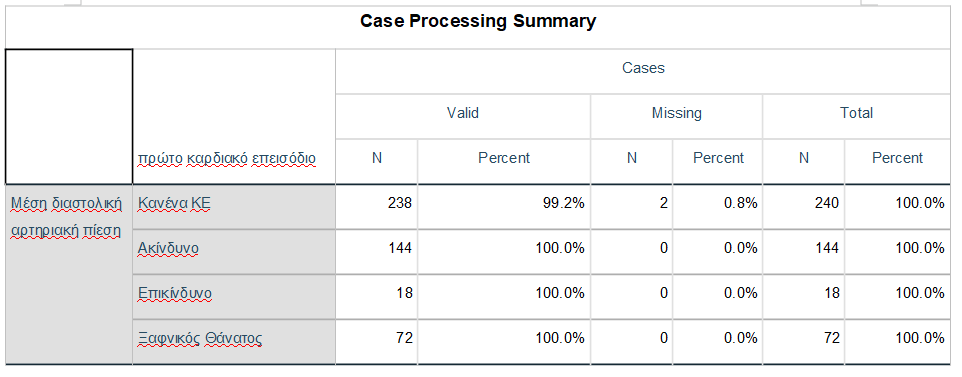 Case Processing Summary
Cases
Valid Missing Total
πρώτο καρδιακό επεισόδιο N Percent N Percent N Percent
Μέση διαστολική Κανένα ΚΕ 238 99.2% 2 0.8% 240 100.0%
αρτηριακή πίεση
Ακίνδυνο 144 100.0% 0 0.0% 144 100.0%
Επικίνδυνο 18 100.0% 0 0.0% 18 100.0%
Ξαφνικός Θάνατος 72 100.0% 0 0.0% 72 100.0%